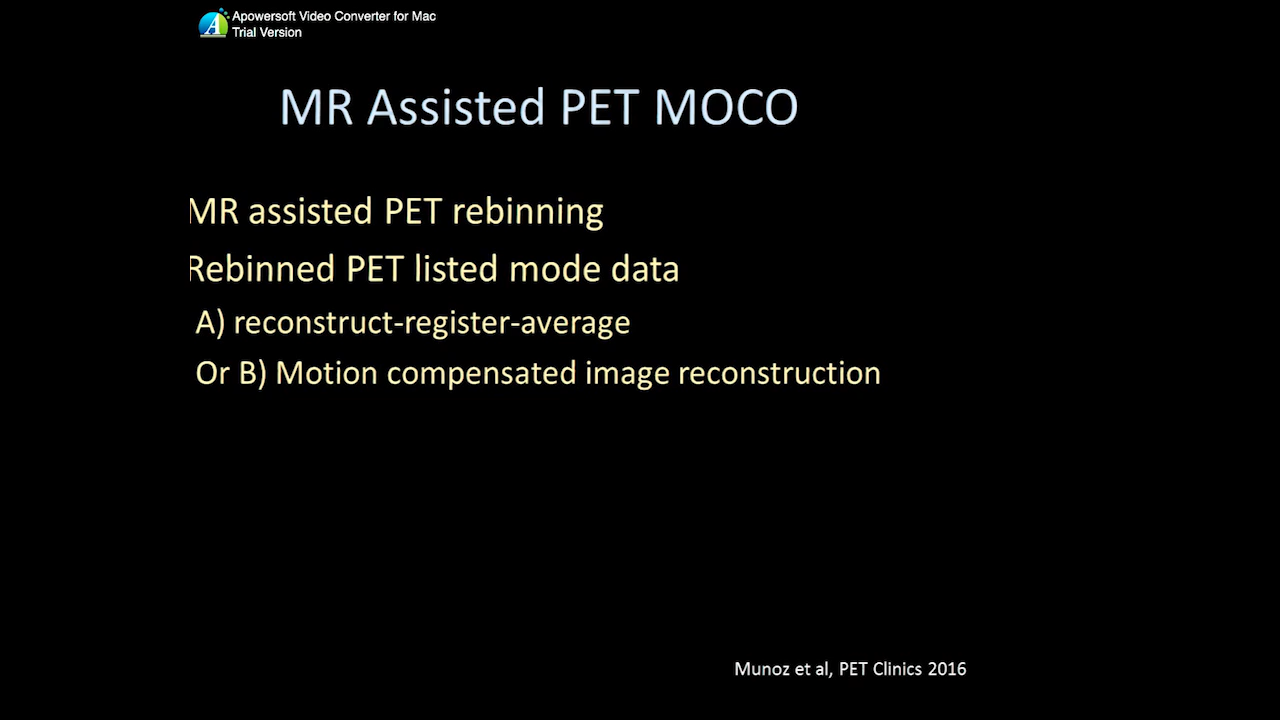 Apowersoft Video Converter for Mac
Trial Version
MR Assisted PET MOCO
MR assisted PET rebinning
Rebinned PET listed mode data
A) reconstruct-register-average
Or B) Motion compensated image reconstruction
Munoz et al, PET Clinics 2016